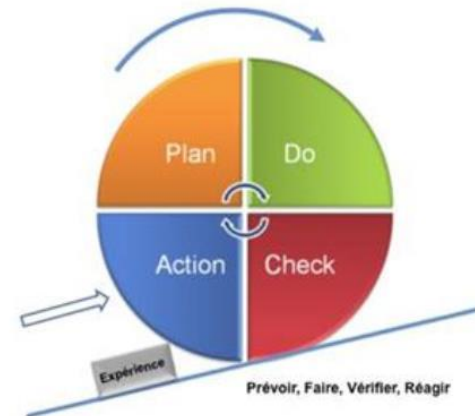 Plan
Do
Action
Check
Expérience
Prévoir, Faire, Vérifier, Réagir